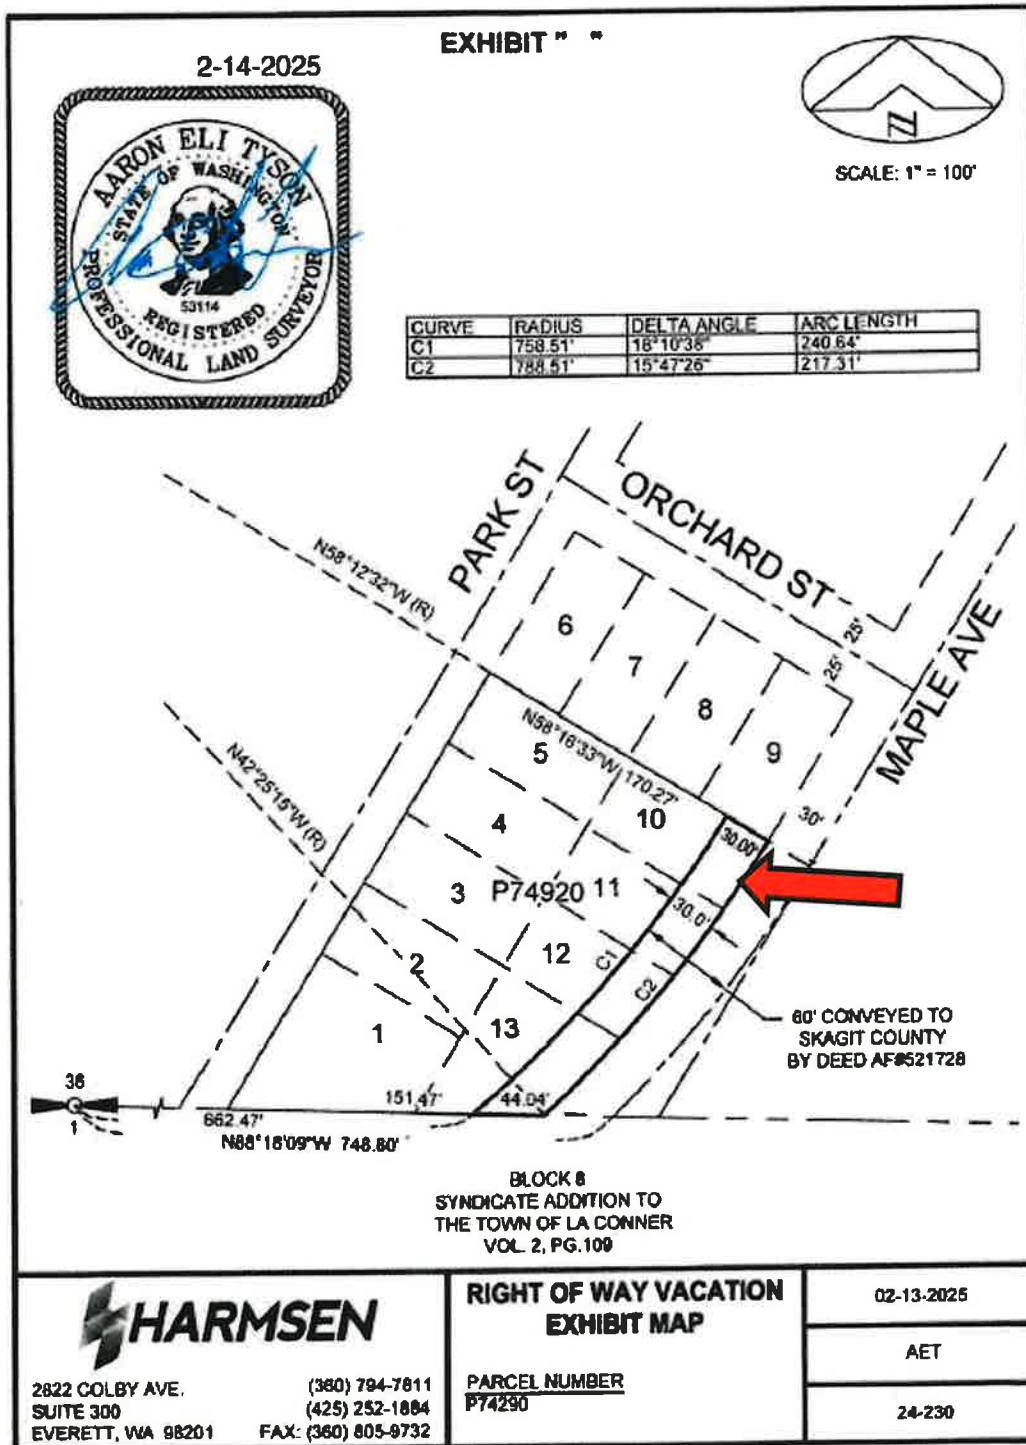 EXHIBIT " "
2-14-2025
AARON ELI TYSON
STATE OF WASHINGTON
53114
REGISTERED
PROFESSIONAL LAND SURVEYOR
N
SCALE: 1" = 100'
CURVE RADIUS DELTA ANGLE ARC LENGTH
C1 758.51' 18°10'38" 240.64'
C2 788.51' 15°47'26" 217.31'
PARK ST
ORCHARD ST
MAPLE AVE
N58°12'32"W (R)
N42°25'15"W (R)
6
7
8
9
25'
25'
30'
N58°18'33"W 170.27'
5
10
30.00'
4
3
P74920
11
30.0'
2
12
C1
C2
1
13
60' CONVEYED TO
SKAGIT COUNTY
BY DEED AF#521728
36
1
662.47'
151.47'
44.04'
N88°18'09"W 748.80'
BLOCK 8
SYNDICATE ADDITION TO
THE TOWN OF LA CONNER
VOL. 2, PG.109
HARMSEN
2822 COLBY AVE. (360) 794-7811
SUITE 300 (425) 252-1884
EVERETT, WA 98201 FAX: (360) 805-9732
RIGHT OF WAY VACATION
EXHIBIT MAP
PARCEL NUMBER
P74290
02-13-2025
AET
24-230